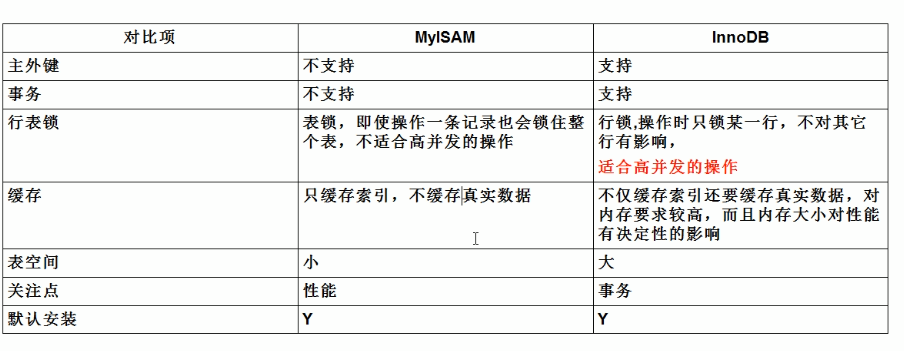 对比项 MyISAM InnoDB
主外键 不支持 支持
事务 不支持 支持
行表锁 表锁，即使操作一条记录也会锁住整 行锁,操作时只锁某一行，不对其它
个表，不适合高并发的操作 行有影响，
适合高并发的操作
缓存 只缓存索引，不缓存真实数据 不仅缓存索引还要缓存真实数据，对
内存要求较高，而且内存大小对性能
有决定性的影响
表空间 小 大
关注点 性能 事务
默认安装 Y Y